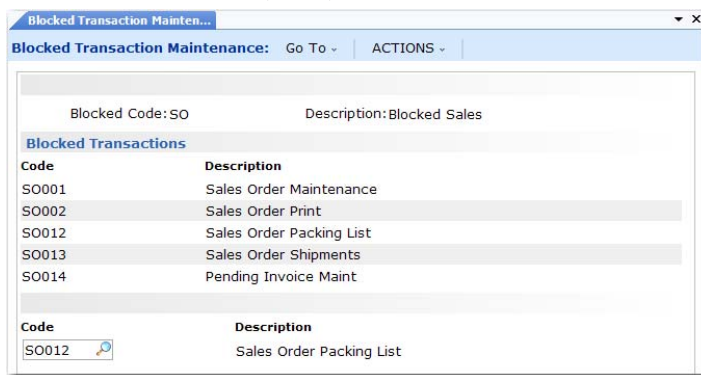 Blocked Transaction Mainten...
Blocked Transaction Maintenance: Go To ACTIONS
Blocked Code: SO Description: Blocked Sales
Blocked Transactions
Code Description
SO001 Sales Order Maintenance
SO002 Sales Order Print
SO012 Sales Order Packing List
SO013 Sales Order Shipments
SO014 Pending Invoice Maint
Code Description
SO012 Sales Order Packing List